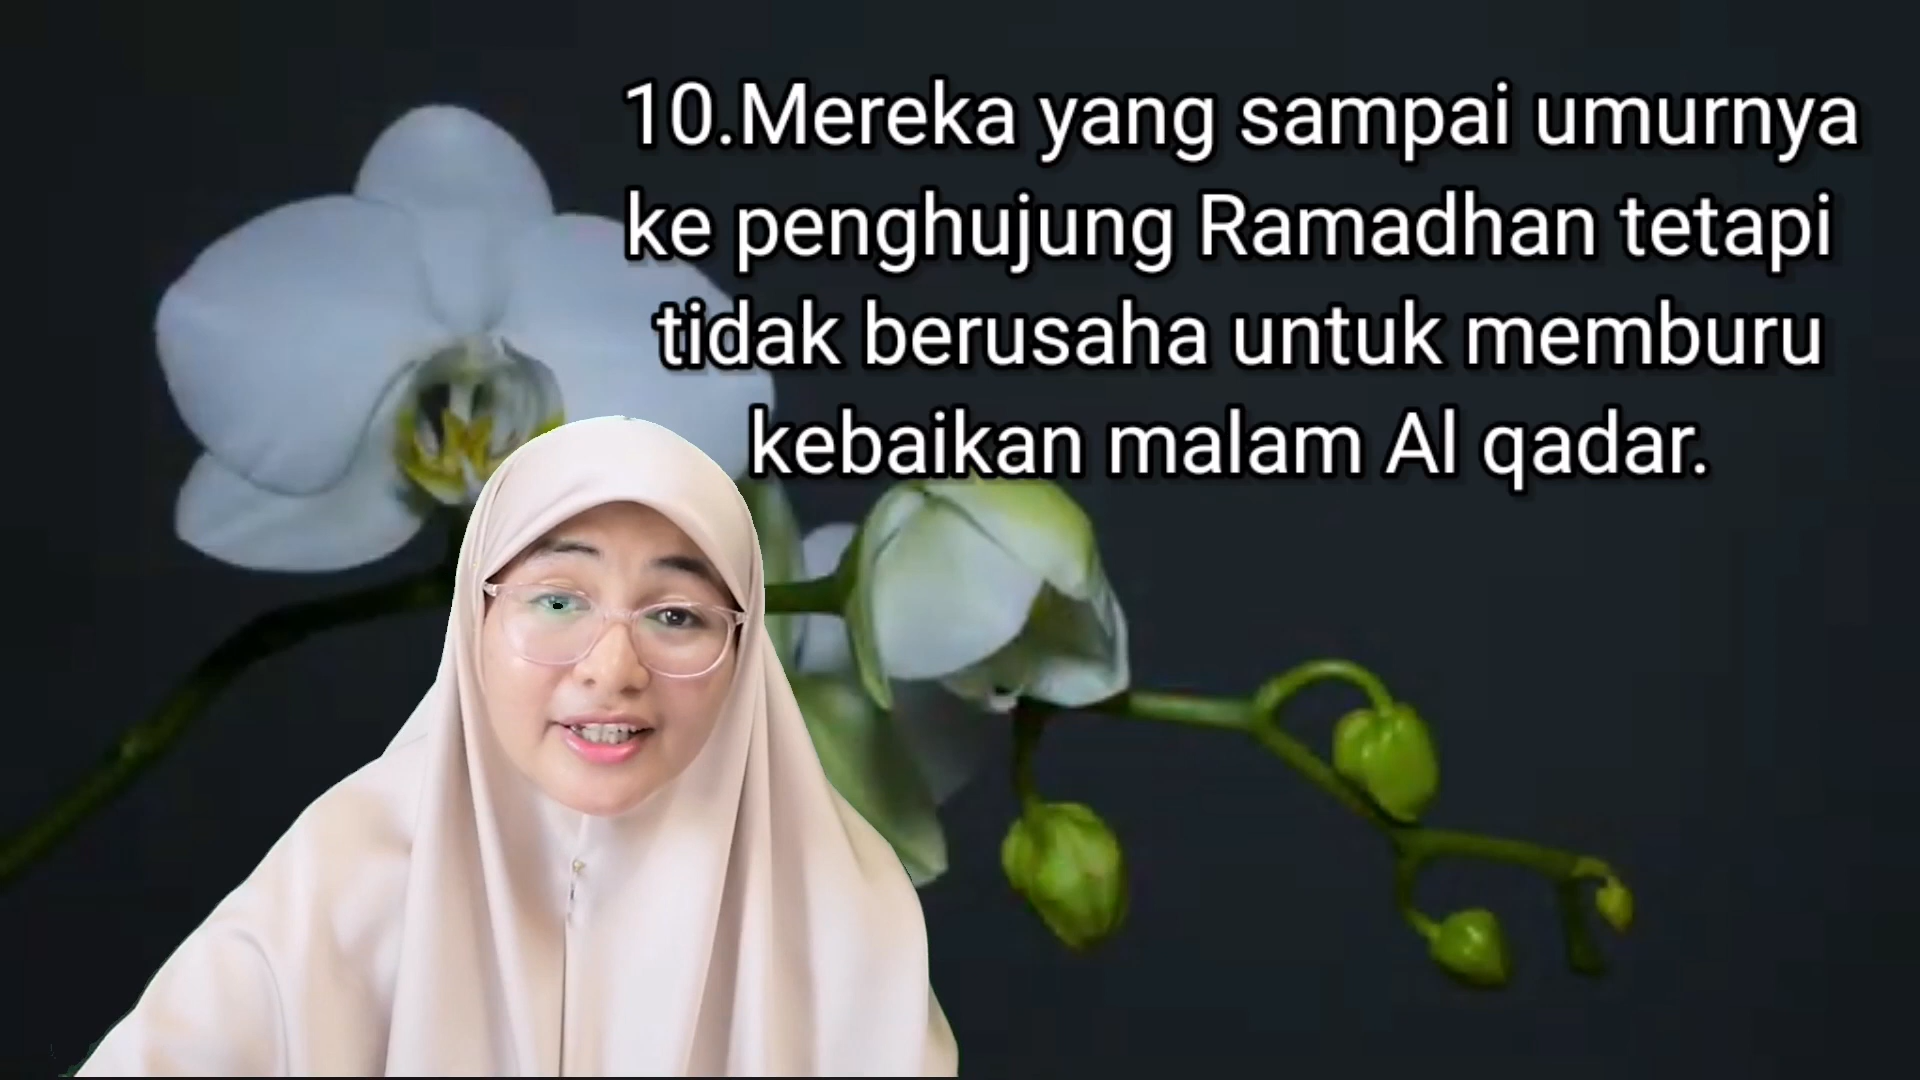 10.Mereka yang sampai umurnya
ke penghujung Ramadhan tetapi
tidak berusaha untuk memburu
kebaikan malam Al qadar.